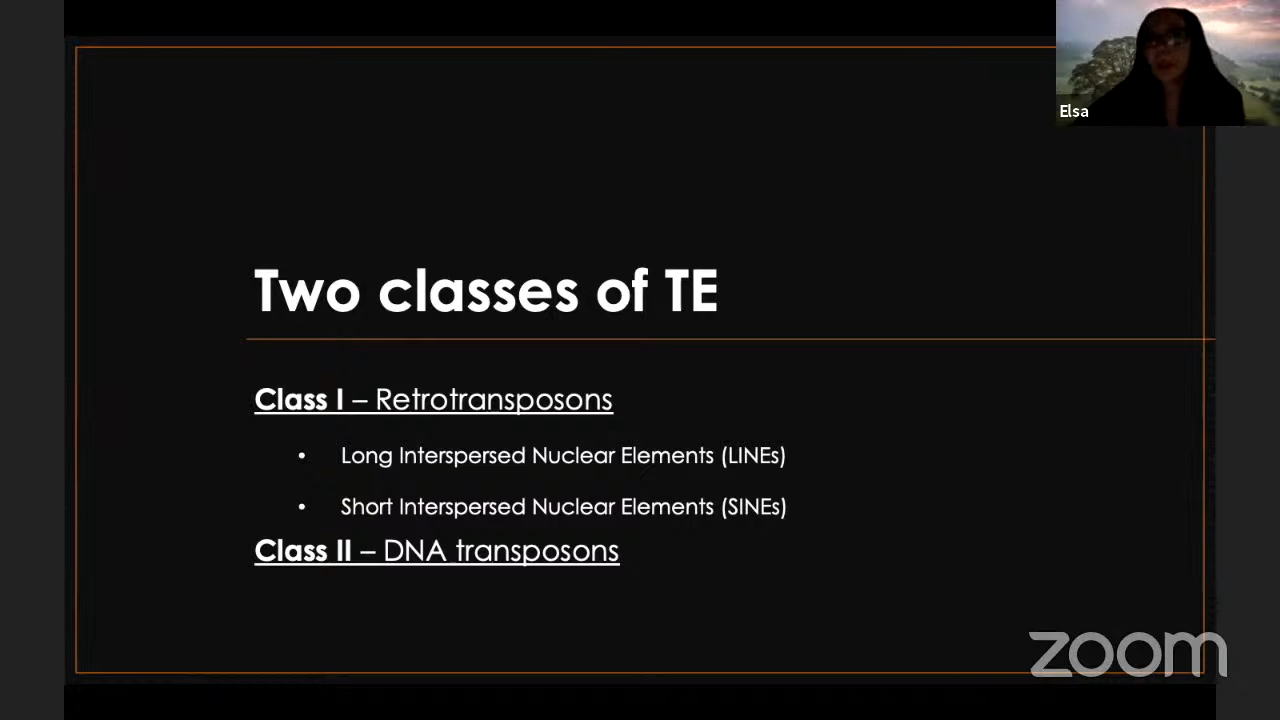 Elsa
Two classes of TE
Class I – Retrotransposons
• Long Interspersed Nuclear Elements (LINEs)
• Short Interspersed Nuclear Elements (SINEs)
Class II – DNA transposons
zoom